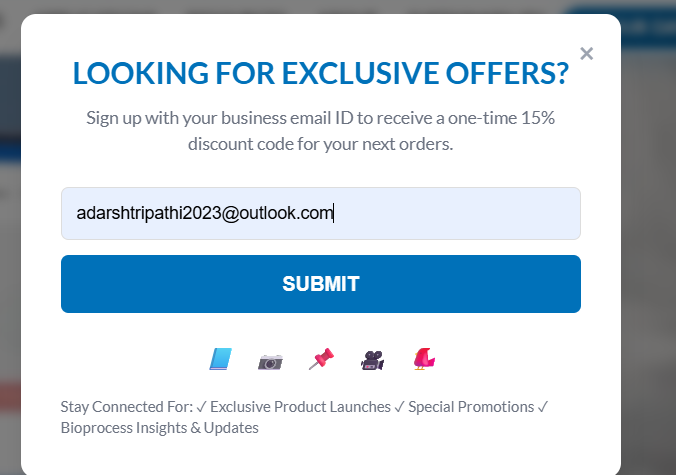 LOOKING FOR EXCLUSIVE OFFERS?
×
Sign up with your business email ID to receive a one-time 15%
discount code for your next orders.
adarshtripathi2023@outlook.com
SUBMIT
Stay Connected For: ✓ Exclusive Product Launches ✓ Special Promotions ✓
Bioprocess Insights & Updates